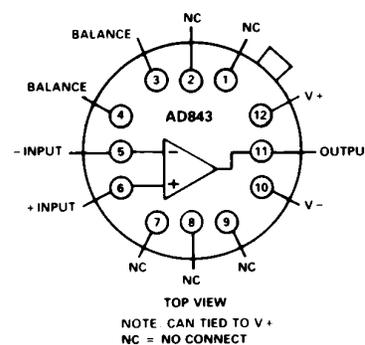 NC
NC
BALANCE
3
2
1
BALANCE
4
AD843
12
V+
- INPUT
5
-
11
OUTPU
+ INPUT
6
+
10
V-
7
8
9
NC
NC
NC
TOP VIEW
NOTE CAN TIED TO V +
NC = NO CONNECT